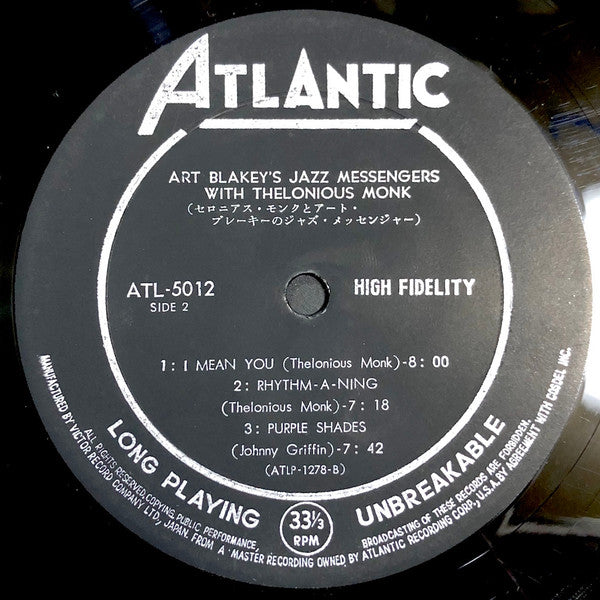 ATLANTIC
ART BLAKEY'S JAZZ MESSENGERS
WITH THELONIOUS MONK
(セロニアス・モンクとアート・
ブレーキーのジャズ・メッセンジャー)
ATL-5012
SIDE 2
HIGH FIDELITY
1: I MEAN YOU (Thelonious Monk)-8: 00
2: RHYTHM-A-NING
(Thelonious Monk)-7: 18
3: PURPLE SHADES
(Johnny Griffin)-7: 42
(ATLP-1278-B)
LONG PLAYING
33⅓
RPM
UNBREAKABLE
MANUFACTURED BY VICTOR RECORD COMPANY LTD, JAPAN. FROM A MASTER RECORDING OWNED BY ATLANTIC RECORDING CORP., U.S.A. BY AGREEMENT WITH COSDEL INC.
ALL RIGHTS RESERVED. COPYING, PUBLIC PERFORMANCE,
BROADCASTING OF THESE RECORDS ARE FORBIDDEN.